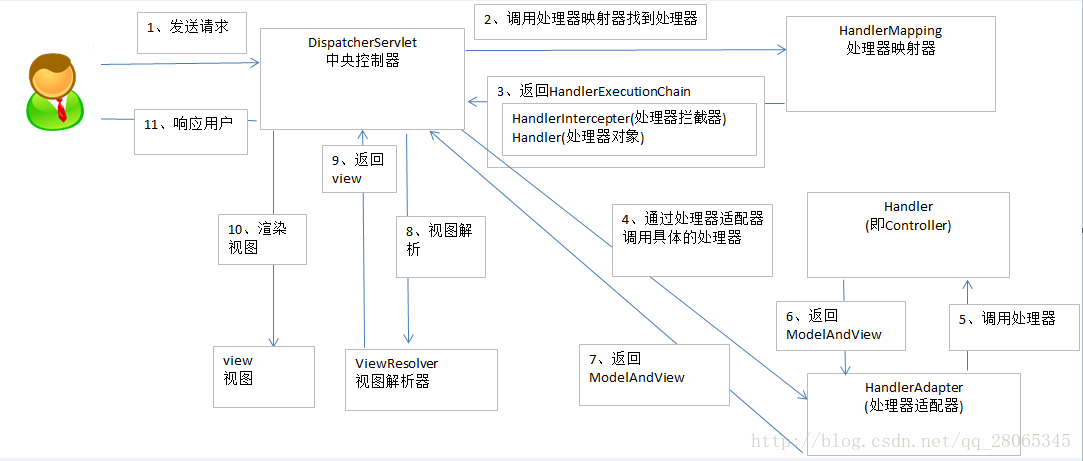 1、发送请求
DispatcherServlet
中央控制器
2、调用处理器映射器找到处理器
HandlerMapping
处理器映射器
3、返回HandlerExecutionChain
HandlerIntercepter(处理器拦截器)
Handler(处理器对象)
11、响应用户
9、返回
view
10、渲染
视图
8、视图解
析
4、通过处理器适配器
调用具体的处理器
Handler
(即Controller)
6、返回
ModelAndView
5、调用处理器
7、返回
ModelAndView
view
视图
ViewResolver
视图解析器
HandlerAdapter
(处理器适配器)
http://blog.csdn.net/qq_28065345